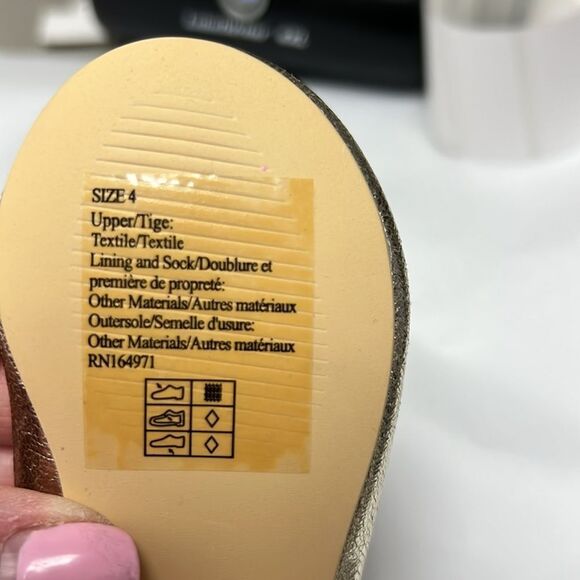 SIZE 4
Upper/Tige:
Textile/Textile
Lining and Sock/Doublure et
première de propreté:
Other Materials/Autres matériaux
Outersole/Semelle d'usure:
Other Materials/Autres matériaux
RN164971